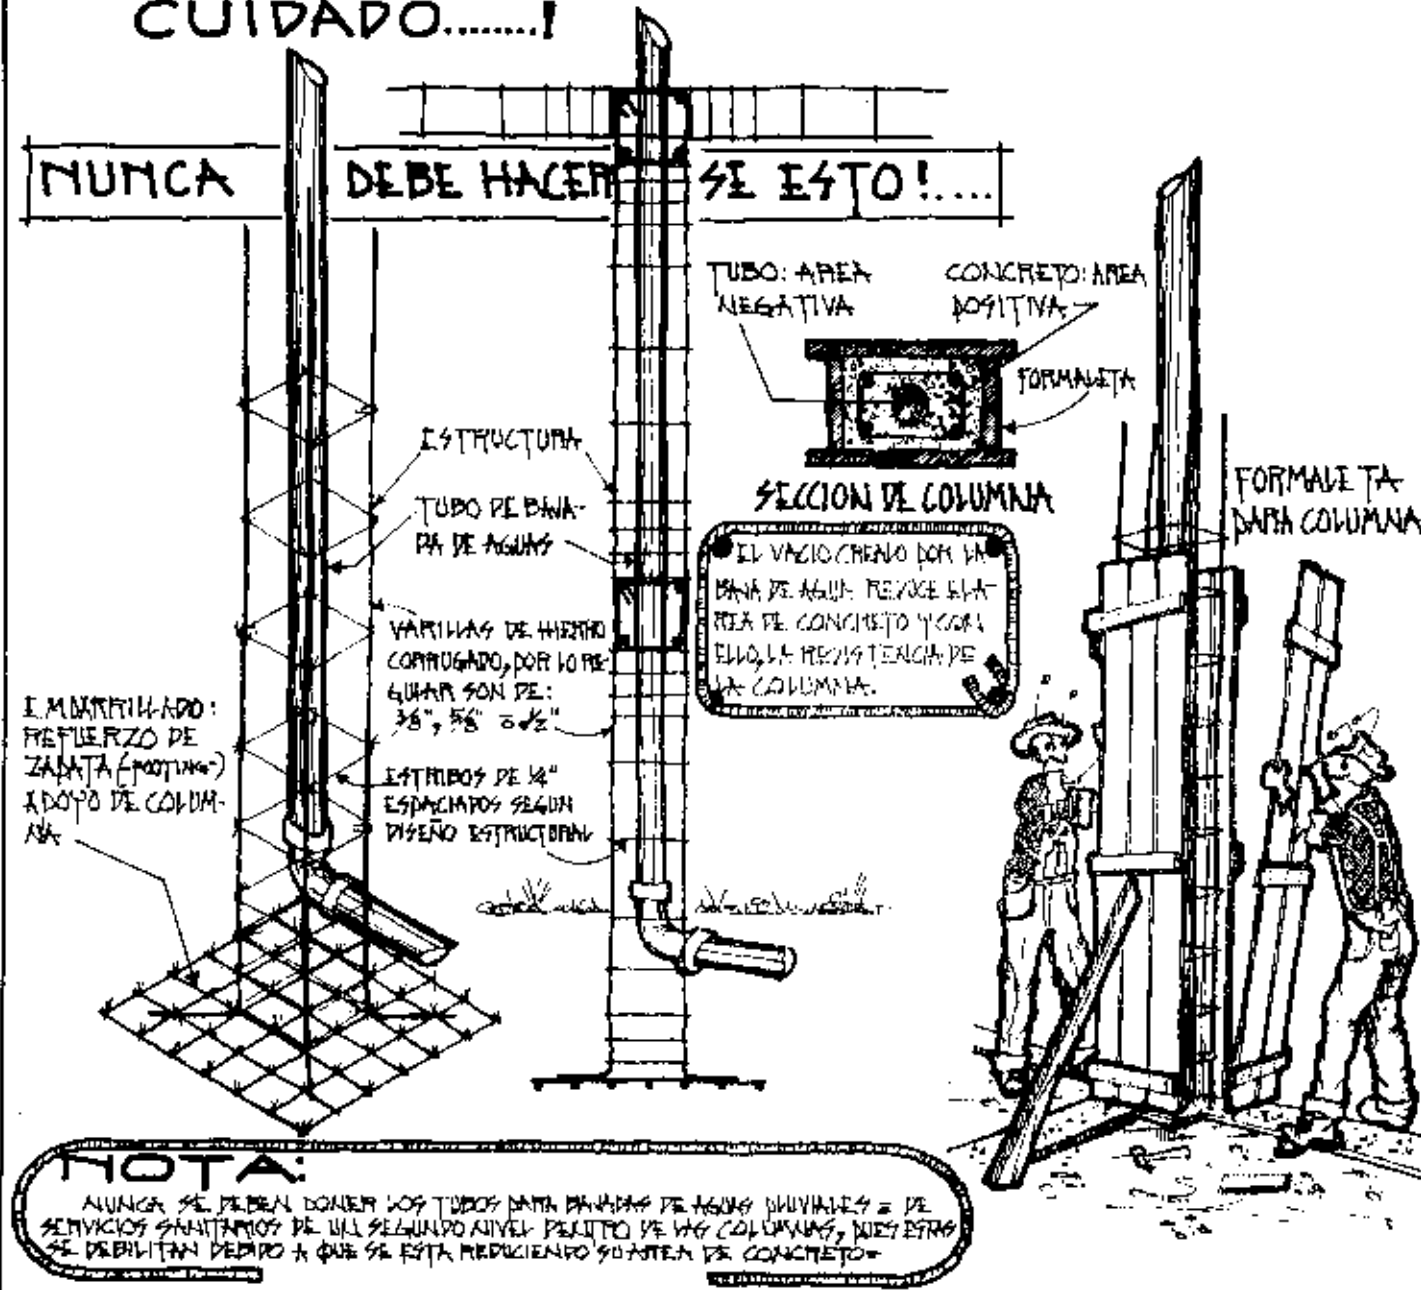 CUIDADO........!
NUNCA DEBE HACERSE ESTO!....
TUBO: AREA
NEGATIVA
CONCRETO: AREA
POSITIVA
FORMALETA
SECCION DE COLUMNA
EL VACIO CREADO POR LA
BAJA DE AGUA REDUCE EL A-
REA DE CONCRETO Y CON
ELLO, LA RESISTENCIA DE
LA COLUMNA.
FORMALETA
PARA COLUMNA
ESTRUCTURA
TUBO DE BAJA-
DA DE AGUAS
VARILLAS DE HIERRO
CORRUGADO, POR LO RE-
GULAR SON DE:
3/8", 5/8" ó 1/2"
ESTRIBOS DE 1/4"
ESPACIADOS SEGUN
DISEÑO ESTRUCTURAL
EMPARRILLADO:
REFUERZO DE
ZAPATA (FOOTING-)
APOYO DE COLUM-
NA
NOTA:
NUNCA SE DEBEN PONER LOS TUBOS PARA BAJADAS DE AGUAS PLUVIALES = DE
SERVICIOS SANITARIOS DE UN SEGUNDO NIVEL DENTRO DE LAS COLUMNAS, PUES ESTAS
SE DEBILITAN DEBIDO A QUE SE ESTA REDUCIENDO SU AREA DE CONCRETO=